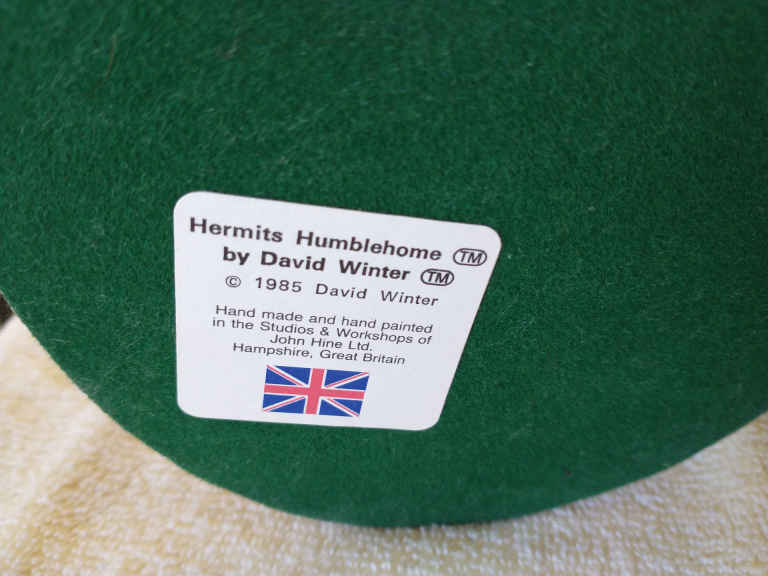 Hermits Humblehome TM
by David Winter TM
© 1985 David Winter
Hand made and hand painted
in the Studios & Workshops of
John Hine Ltd.
Hampshire, Great Britain